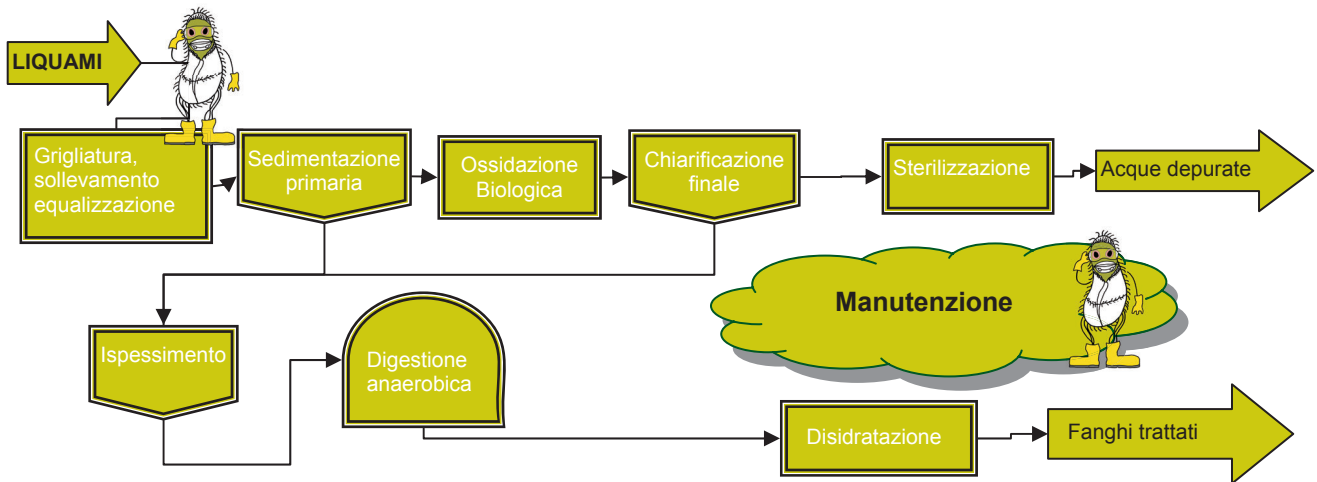 LIQUAMI
Grigliatura,
sollevamento
equalizzazione
Sedimentazione
primaria
Ossidazione
Biologica
Chiarificazione
finale
Sterilizzazione
Acque depurate
Manutenzione
Ispessimento
Digestione
anaerobica
Disidratazione
Fanghi trattati